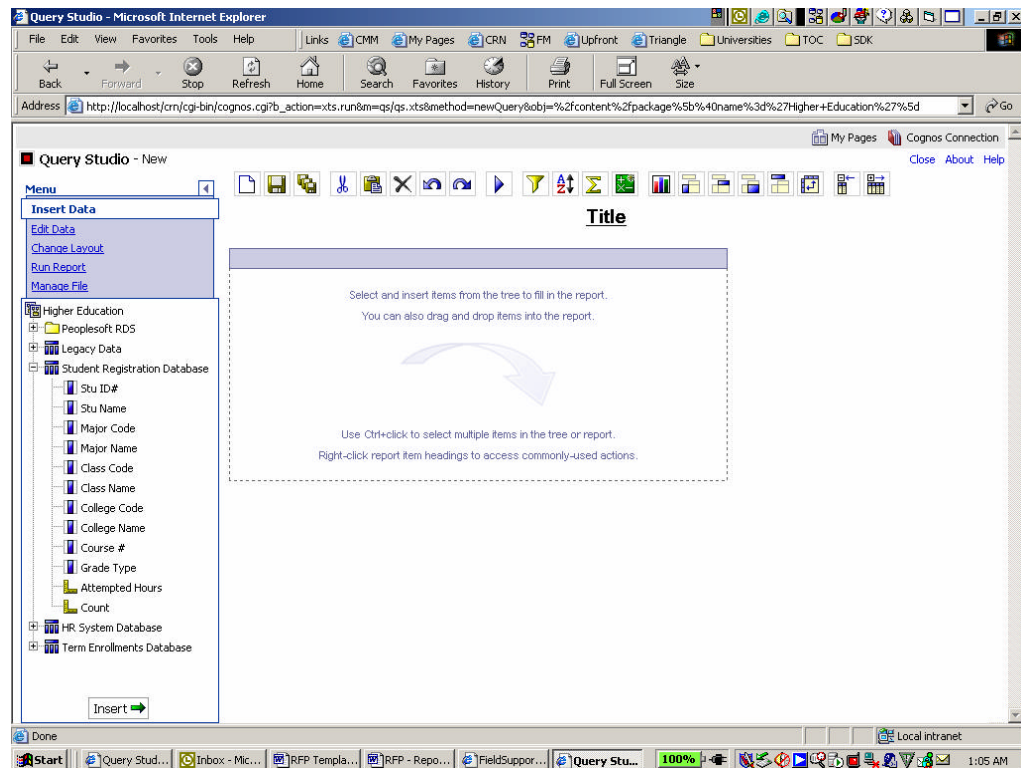 Query Studio - Microsoft Internet Explorer
File Edit View Favorites Tools Help Links CMM My Pages CRN FM Upfront Triangle Universities TOC SDK
Back Forward Stop Refresh Home Search Favorites History Print Full Screen Size
Address http://localhost/crn/cgi-bin/cognos.cgi?b_action=xts.run&m=qs/qs.xts&method=newQuery&obj=%2fcontent%2fpackage%5b%40name%3d%27Higher+Education%27%5d Go
My Pages Cognos Connection
Query Studio - New Close About Help
Menu
Insert Data
Edit Data
Change Layout
Run Report
Manage File
Title
Select and insert items from the tree to fill in the report.
You can also drag and drop items into the report.
Use Ctrl+click to select multiple items in the tree or report.
Right-click report item headings to access commonly-used actions.
Higher Education
Peoplesoft RDS
Legacy Data
Student Registration Database
Stu ID#
Stu Name
Major Code
Major Name
Class Code
Class Name
College Code
College Name
Course #
Grade Type
Attempted Hours
Count
HR System Database
Term Enrollments Database
Insert
Done Local intranet
Start Query Stud... Inbox - Mic... RFP Templa... RFP - Repo... FieldSuppor... Query Stu... 100% 1:05 AM